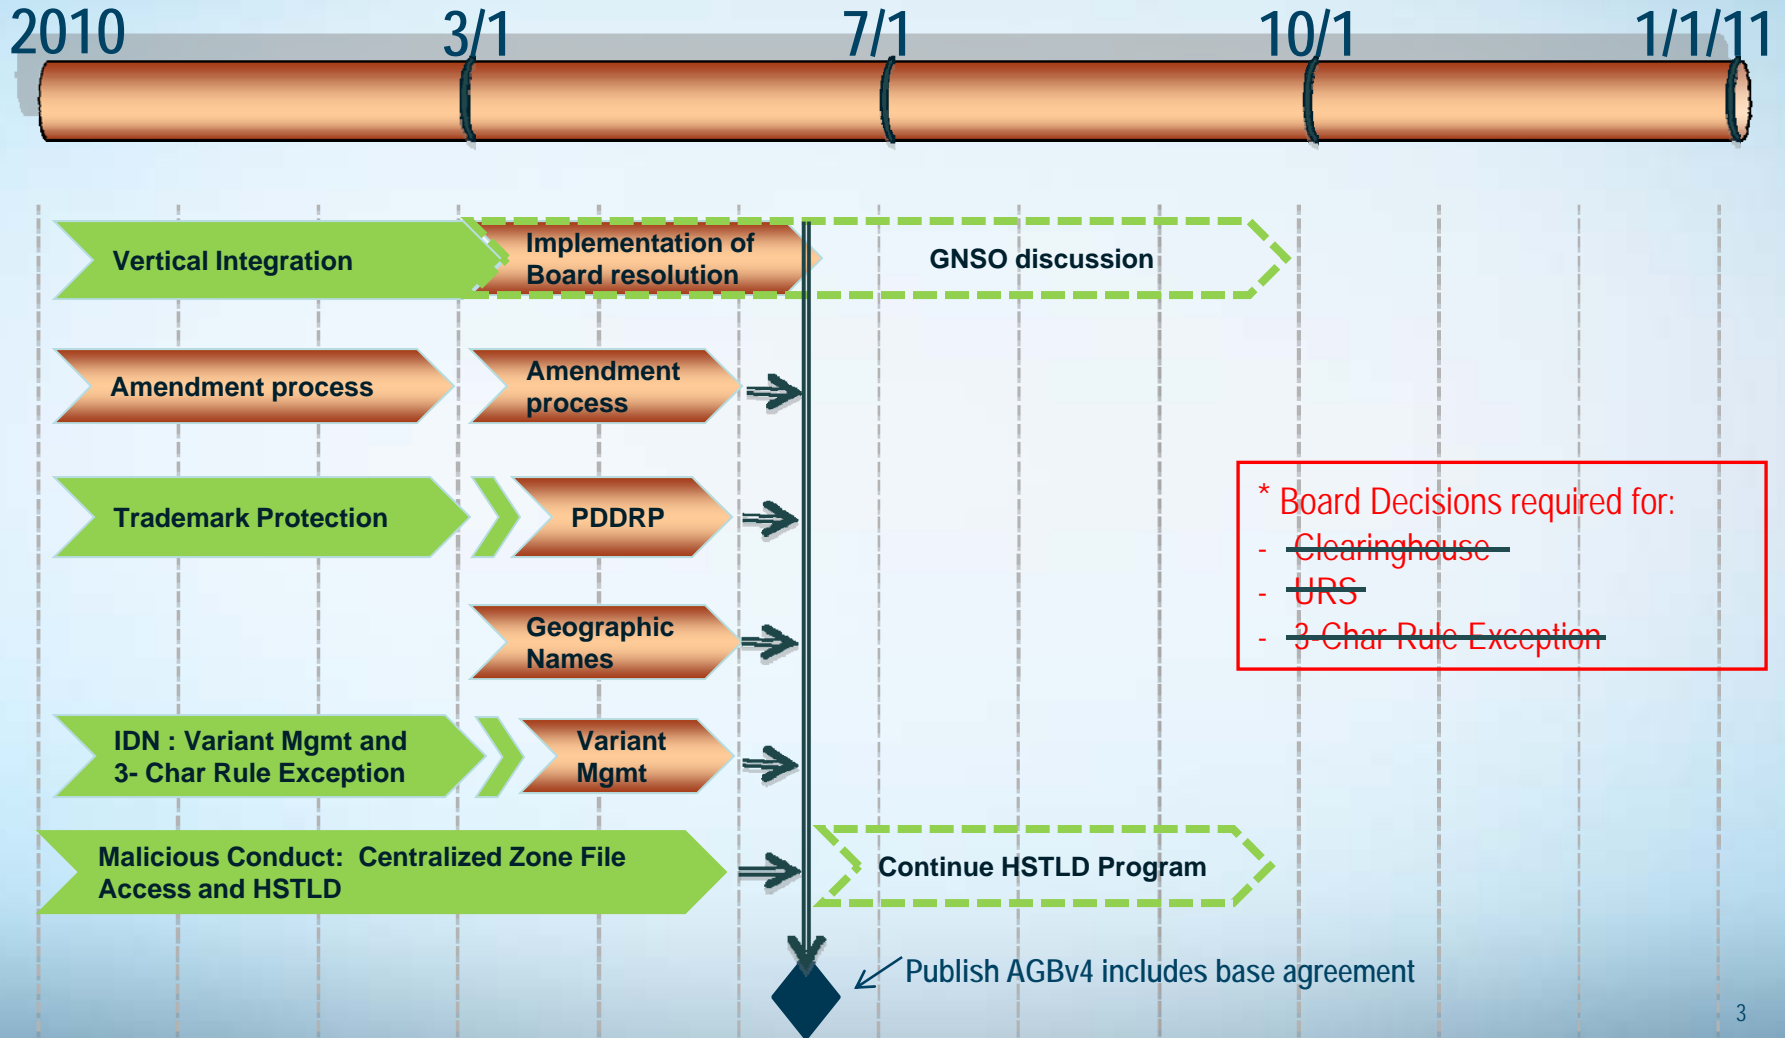 2010 3/1 7/1 10/1 1/1/11
Vertical Integration
Implementation of
Board resolution
GNSO discussion
Amendment process
Amendment
process
Trademark Protection
PDDRP
* Board Decisions required for:
- Clearinghouse
- URS
- 3-Char Rule Exception
Geographic
Names
IDN : Variant Mgmt and
3- Char Rule Exception
Variant
Mgmt
Malicious Conduct: Centralized Zone File
Access and HSTLD
Continue HSTLD Program
Publish AGBv4 includes base agreement
3